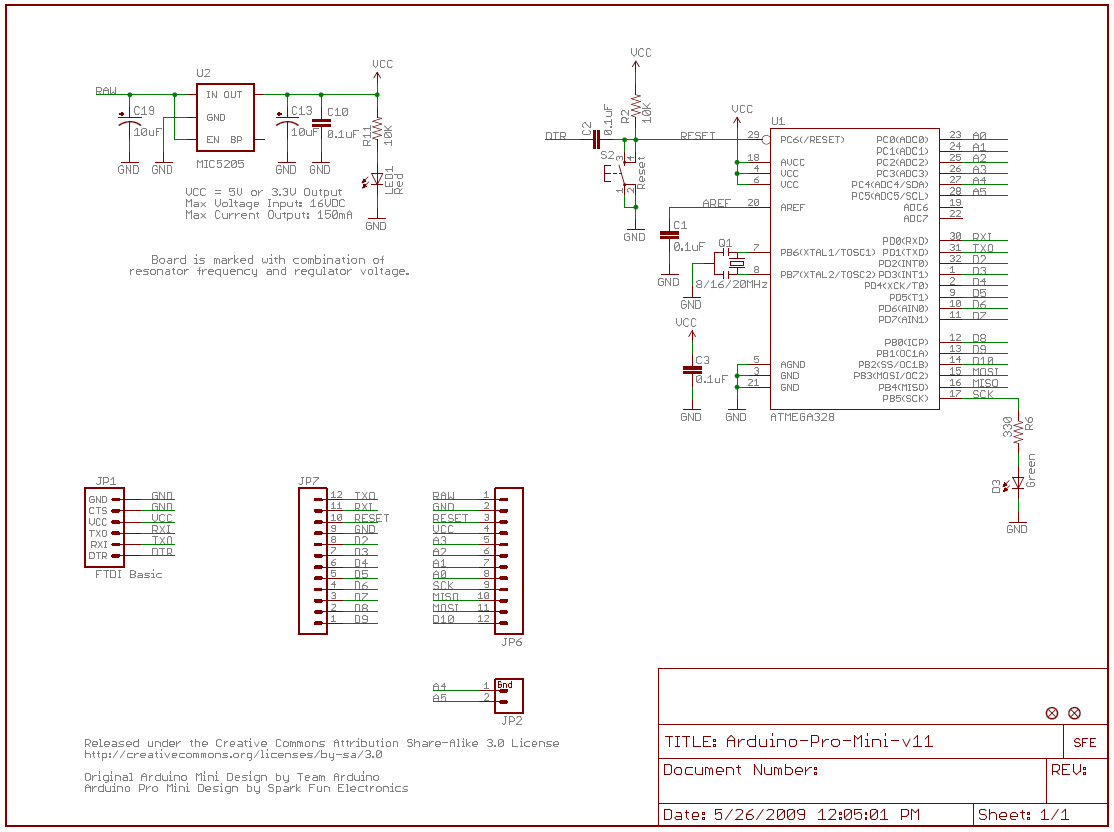 RAW
U2
IN OUT
GND
EN BP
MIC5205
C19
10uF
GND
GND
C13
10uF
GND
C10
0.1uF
GND
VCC
R11
10K
LED1
Red
GND
VCC = 5V or 3.3V Output
Max Voltage Input: 16VDC
Max Current Output: 150mA
Board is marked with combination of
resonator frequency and regulator voltage.
VCC
R2
10K
DTR
C2
0.1uF
RESET
S2
3
4
1
2
Reset
GND
VCC
AREF
C1
0.1uF
GND
Q1
8/16/20MHz
GND
VCC
C3
0.1uF
GND
GND
U1
29 PC6(/RESET)
18 AVCC
4 VCC
6 VCC
20 AREF
7 PB6(XTAL1/TOSC1)
8 PB7(XTAL2/TOSC2)
5 AGND
3 GND
21 GND
PC0(ADC0) 23 A0
PC1(ADC1) 24 A1
PC2(ADC2) 25 A2
PC3(ADC3) 26 A3
PC4(ADC4/SDA) 27 A4
PC5(ADC5/SCL) 28 A5
ADC6 19
ADC7 22
PD0(RXD) 30 RXI
PD1(TXD) 31 TXO
PD2(INT0) 32 D2
PD3(INT1) 1 D3
PD4(XCK/T0) 2 D4
PD5(T1) 9 D5
PD6(AIN0) 10 D6
PD7(AIN1) 11 D7
PB0(ICP) 12 D8
PB1(OC1A) 13 D9
PB2(SS/OC1B) 14 D10
PB3(MOSI/OC2) 15 MOSI
PB4(MISO) 16 MISO
PB5(SCK) 17 SCK
ATMEGA328
330
R6
D3
Green
GND
JP1
GND GND
CTS GND
VCC VCC
TXO RXI
RXI TXO
DTR DTR
FTDI Basic
JP7
12 TXO
11 RXI
10 RESET
9 GND
8 D2
7 D3
6 D4
5 D5
4 D6
3 D7
2 D8
1 D9
RAW 1
GND 2
RESET 3
VCC 4
A3 5
A2 6
A1 7
A0 8
SCK 9
MISO 10
MOSI 11
D10 12
JP6
A4 1 Gnd
A5 2
JP2
Released under the Creative Commons Attribution Share-Alike 3.0 License
http://creativecommons.org/licenses/by-sa/3.0
Original Arduino Mini Design by Team Arduino
Arduino Pro Mini Design by Spark Fun Electronics
TITLE: Arduino-Pro-Mini-v11
SFE
Document Number:
REV:
Date: 5/26/2009 12:05:01 PM
Sheet: 1/1